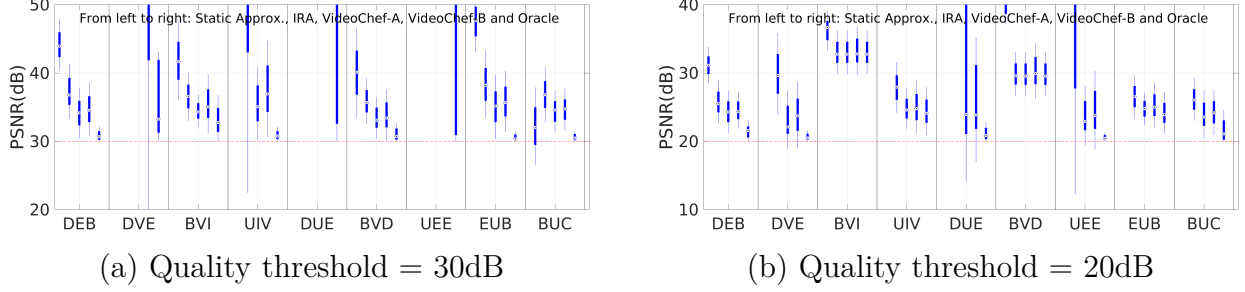 From left to right: Static Approx., IRA, VideoChef-A, VideoChef-B and Oracle
PSNR(dB)
50
40
30
20
DEB DVE BVI UIV DUE BVD UEE EUB BUC
(a) Quality threshold = 30dB
From left to right: Static Approx., IRA, VideoChef-A, VideoChef-B and Oracle
PSNR(dB)
40
30
20
10
DEB DVE BVI UIV DUE BVD UEE EUB BUC
(b) Quality threshold = 20dB